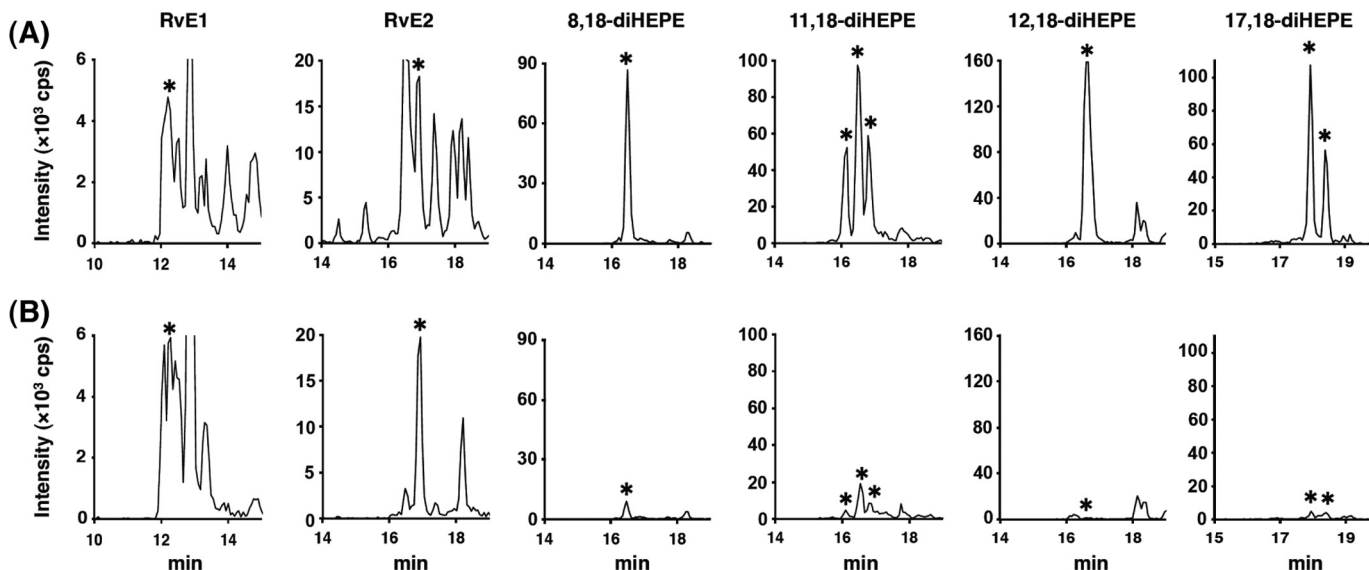 RvE1 RvE2 8,18-diHEPE 11,18-diHEPE 12,18-diHEPE 17,18-diHEPE
(A)
Intensity (×10³ cps)
6 4 2 0
10 12 14
*
20 15 10 5 0
14 16 18
*
90 60 30 0
14 16 18
*
100 80 60 40 20 0
14 16 18
* * *
160 120 80 40 0
14 16 18
*
100 80 60 40 20 0
15 17 19
* *
(B)
Intensity (×10³ cps)
6 4 2 0
10 12 14
min
*
20 15 10 5 0
14 16 18
min
*
90 60 30 0
14 16 18
min
*
100 80 60 40 20 0
14 16 18
min
* * *
160 120 80 40 0
14 16 18
min
*
100 80 60 40 20 0
15 17 19
min
* *